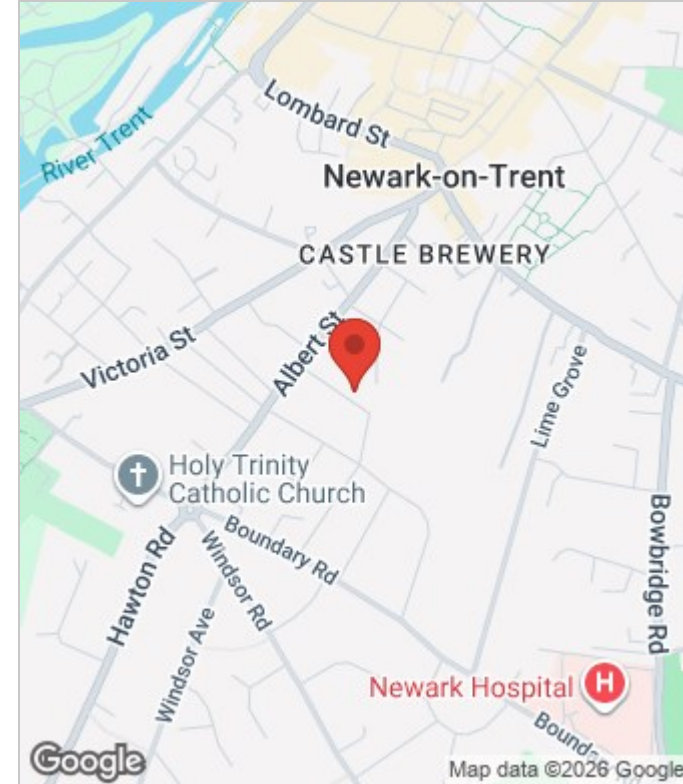 Lombard St
River Trent
Newark-on-Trent
CASTLE BREWERY
Victoria St
Albert St
Lime Grove
Holy Trinity
Catholic Church
Boundary Rd
Bowbridge Rd
Hawton Rd
Windsor Rd
Windsor Ave
Newark Hospital
H
Bounda
Google
Map data ©2026 Google